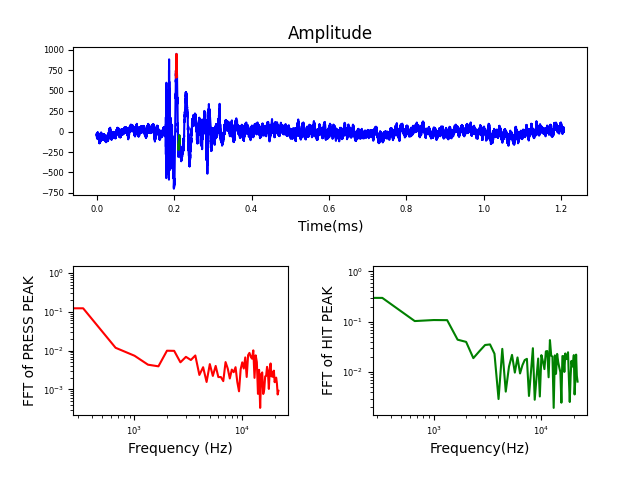 Amplitude
1000
750
500
250
0
−250
−500
−750
0.0 0.2 0.4 0.6 0.8 1.0 1.2
Time(ms)
FFT of PRESS PEAK
10⁰
10⁻¹
10⁻²
10⁻³
10³ 10⁴
Frequency (Hz)
FFT of HIT PEAK
10⁰
10⁻¹
10⁻²
10³ 10⁴
Frequency(Hz)